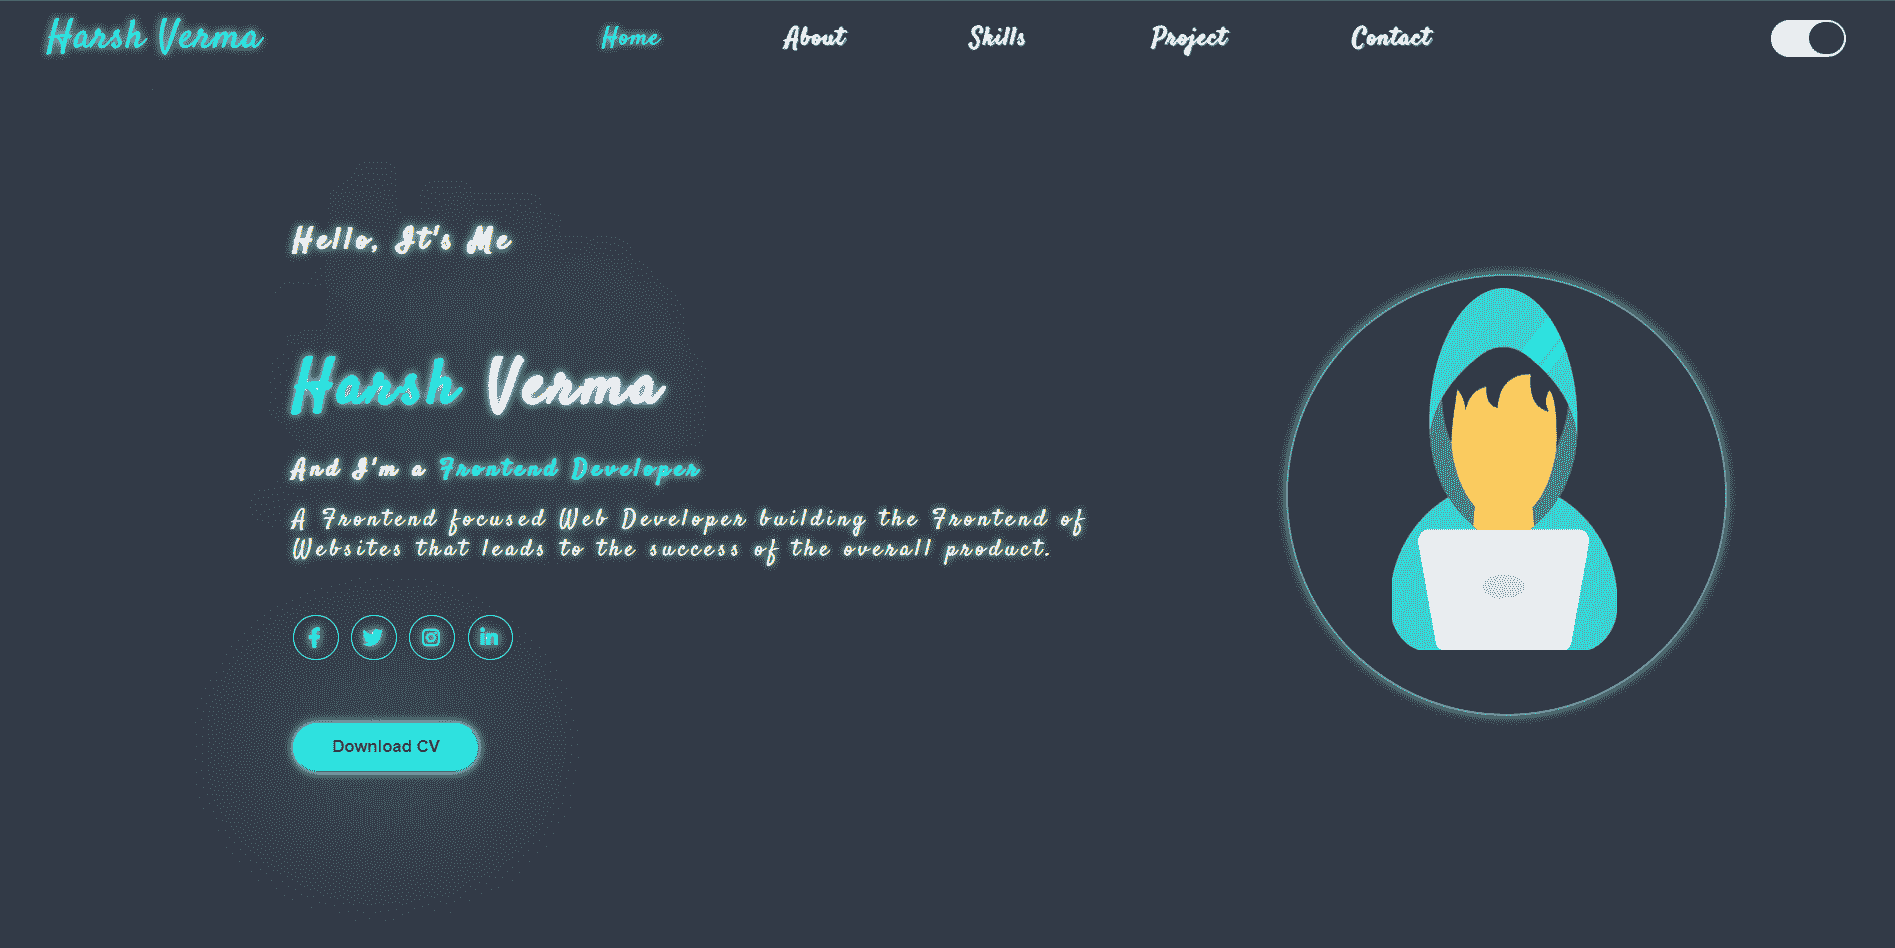 Harsh Verma
Home About Skills Project Contact
Hello, It's Me
Harsh Verma
And I'm a Frontend Developer
A Frontend focused Web Developer building the Frontend of
Websites that leads to the success of the overall product.
Download CV